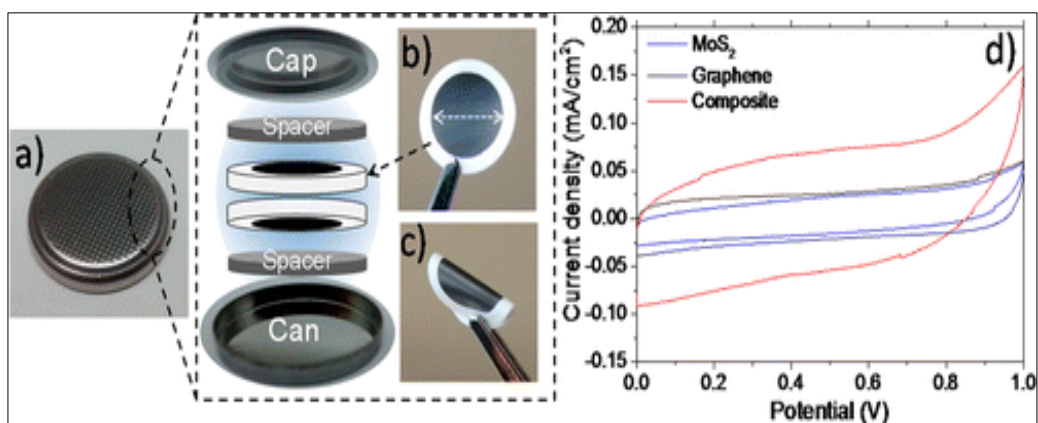 a)
Cap
Spacer
Spacer
Can
b)
c)
d)
MoS₂
Graphene
Composite
Current density (mA/cm²)
0.20
0.15
0.10
0.05
0.00
-0.05
-0.10
-0.15
0.0
0.2
0.4
0.6
0.8
1.0
Potential (V)